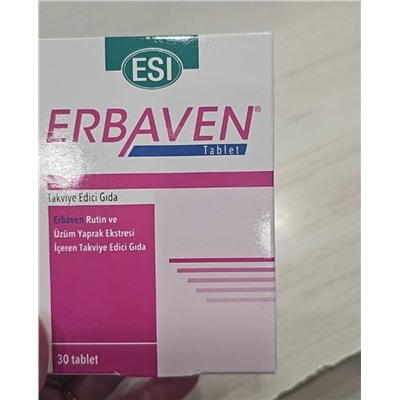 ESI
ERBAVEN®
Tablet
Takviye Edici Gıda
Erbaven Rutin ve
Üzüm Yaprak Ekstresi
İçeren Takviye Edici Gıda
30 tablet